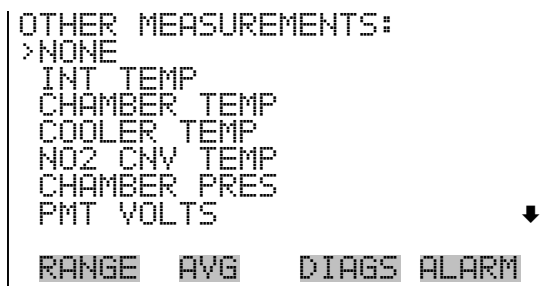 OTHER MEASUREMENTS:
>NONE
INT TEMP
CHAMBER TEMP
COOLER TEMP
NO2 CNV TEMP
CHAMBER PRES
PMT VOLTS
RANGE AVG DIAGS ALARM